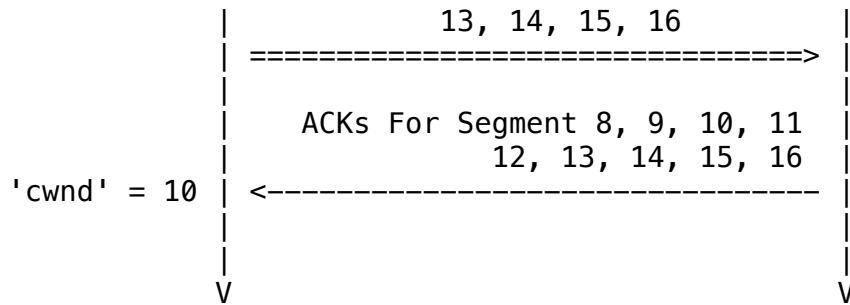 13, 14, 15, 16
ACKs For Segment 8, 9, 10, 11
12, 13, 14, 15, 16
'cwnd' = 10
V V